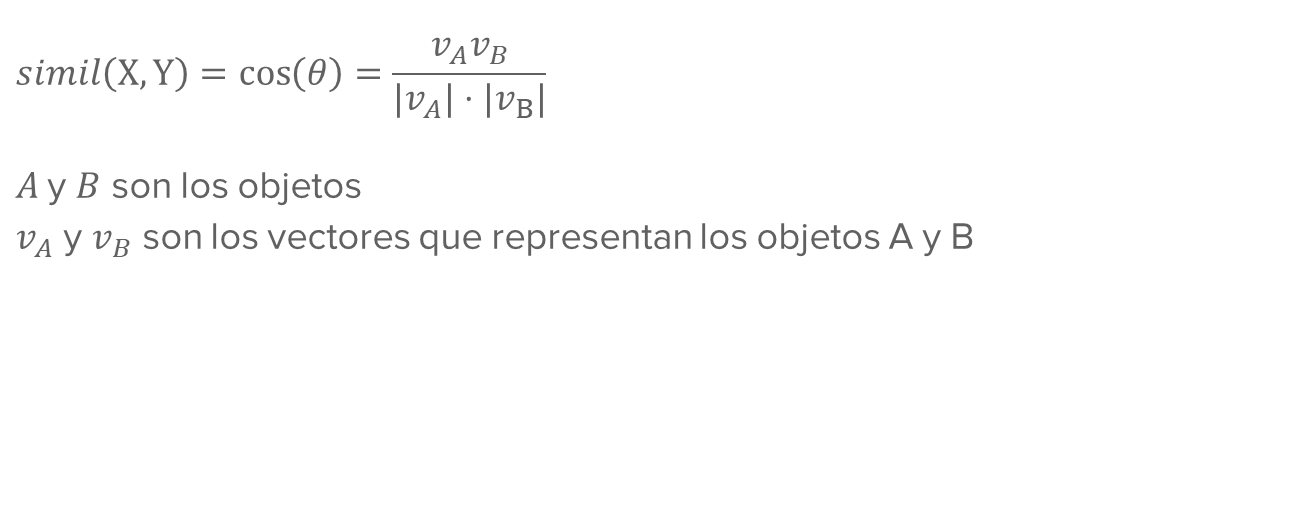 simil(X, Y) = cos(θ) = v_A v_B / |v_A| · |v_B|
A y B son los objetos
v_A y v_B son los vectores que representan los objetos A y B